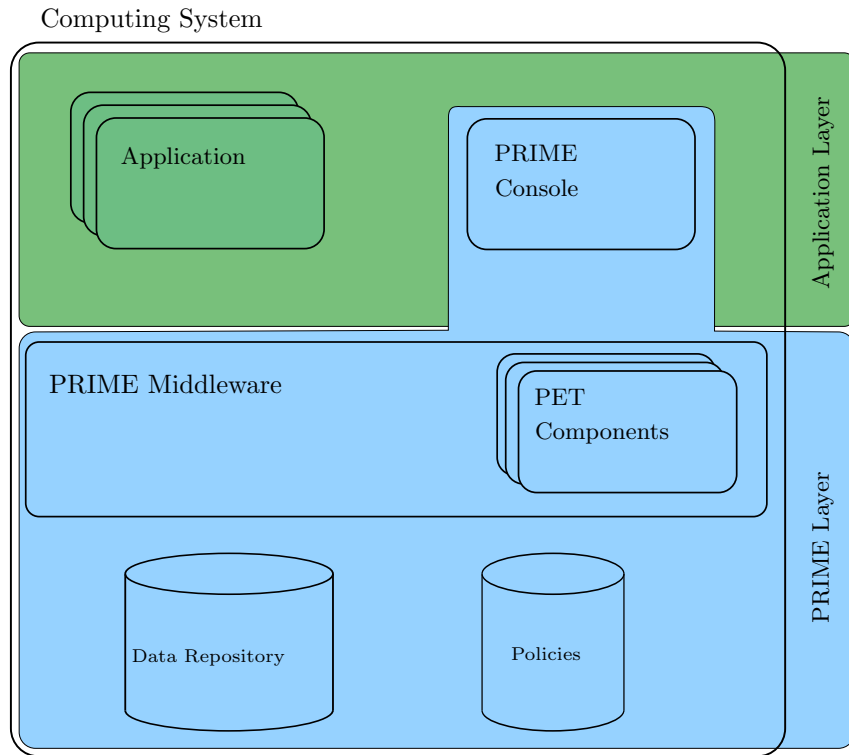 Computing System
Application
PRIME
Console
Application Layer
PRIME Middleware
PET
Components
PRIME Layer
Data Repository
Policies